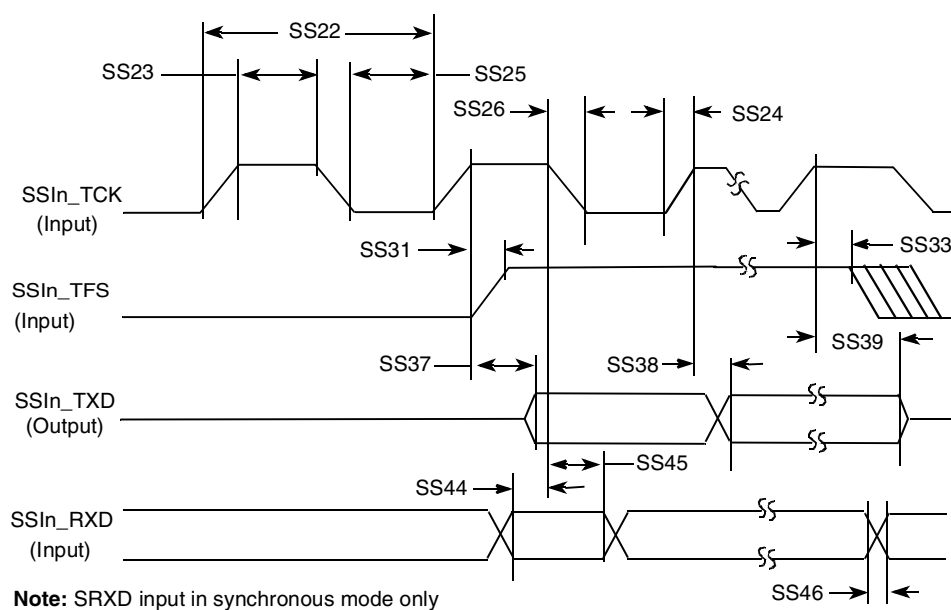 SS22
SS23
SS25
SS26
SS24
SSIn_TCK
(Input)
SS31
SS33
SSIn_TFS
(Input)
SS37
SS38
SS39
SSIn_TXD
(Output)
SS45
SS44
SSIn_RXD
(Input)
SS46
Note: SRXD input in synchronous mode only